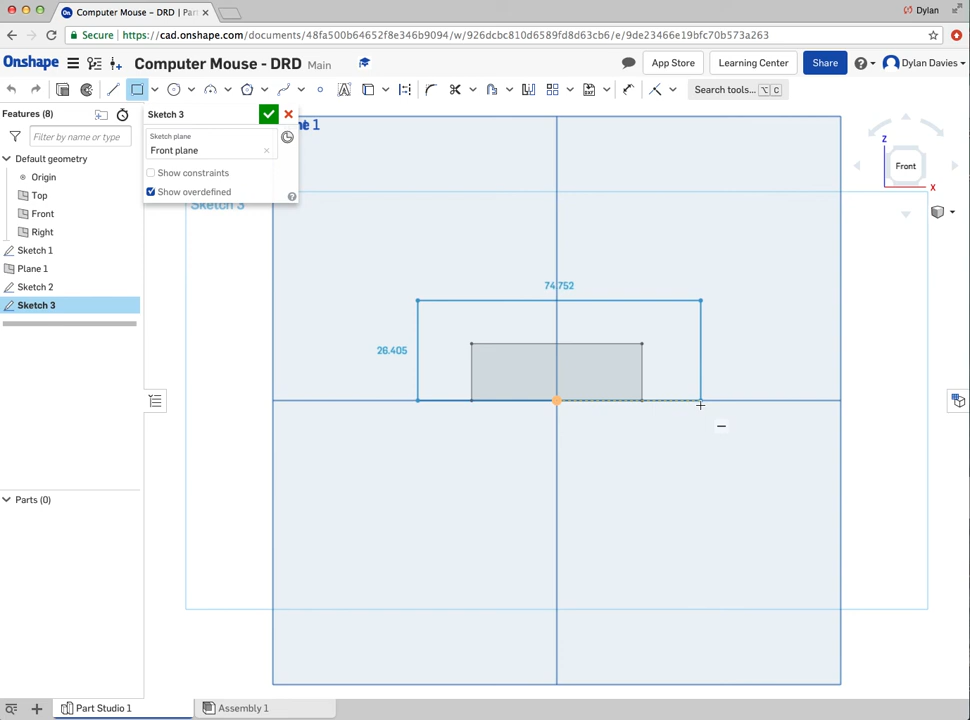 Computer Mouse - DRD | Part
Dylan
Secure
https://cad.onshape.com/documents/48fa500b64652f8e346b9094/w/926dcbc810d6589fd8d63cb6/e/9de23466e19bfc70b573a263
Onshape
Computer Mouse - DRD Main
App Store
Learning Center
Share
Dylan Davies
Search tools... ⌥ C
Features (8)
Filter by name or type
Default geometry
Origin
Top
Front
Right
Sketch 1
Plane 1
Sketch 2
Sketch 3
Parts (0)
Sketch 3
Sketch plane
Front plane
Show constraints
Show overdefined
1
Sketch 3
Z
Front
X
74.752
26.405
Part Studio 1
Assembly 1